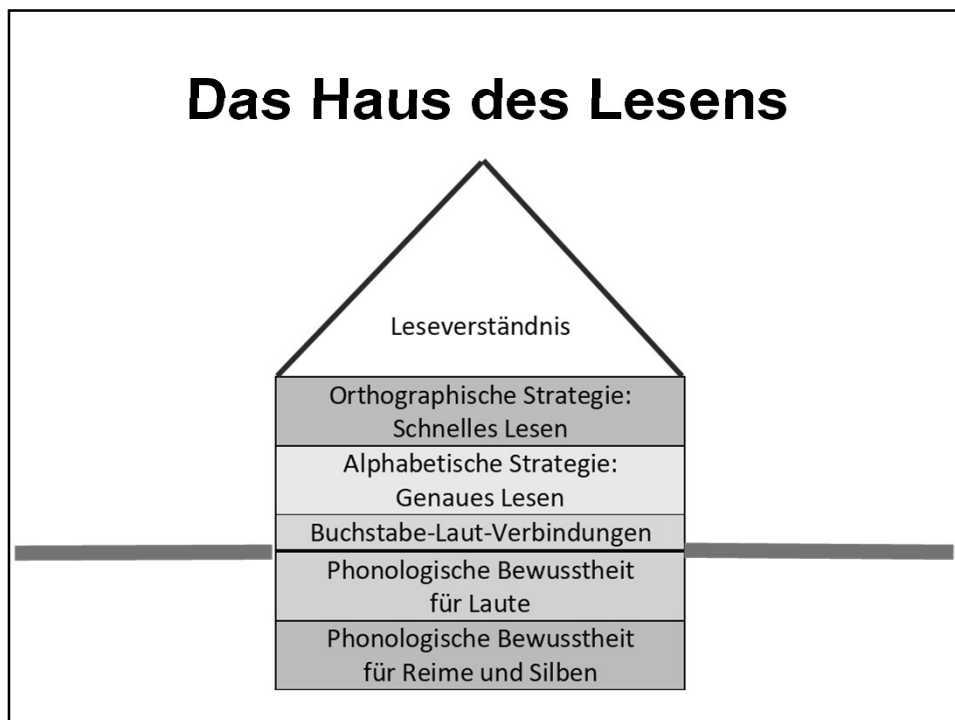 Das Haus des Lesens
Leseverständnis
Orthographische Strategie:
Schnelles Lesen
Alphabetische Strategie:
Genaues Lesen
Buchstabe-Laut-Verbindungen
Phonologische Bewusstheit
für Laute
Phonologische Bewusstheit
für Reime und Silben